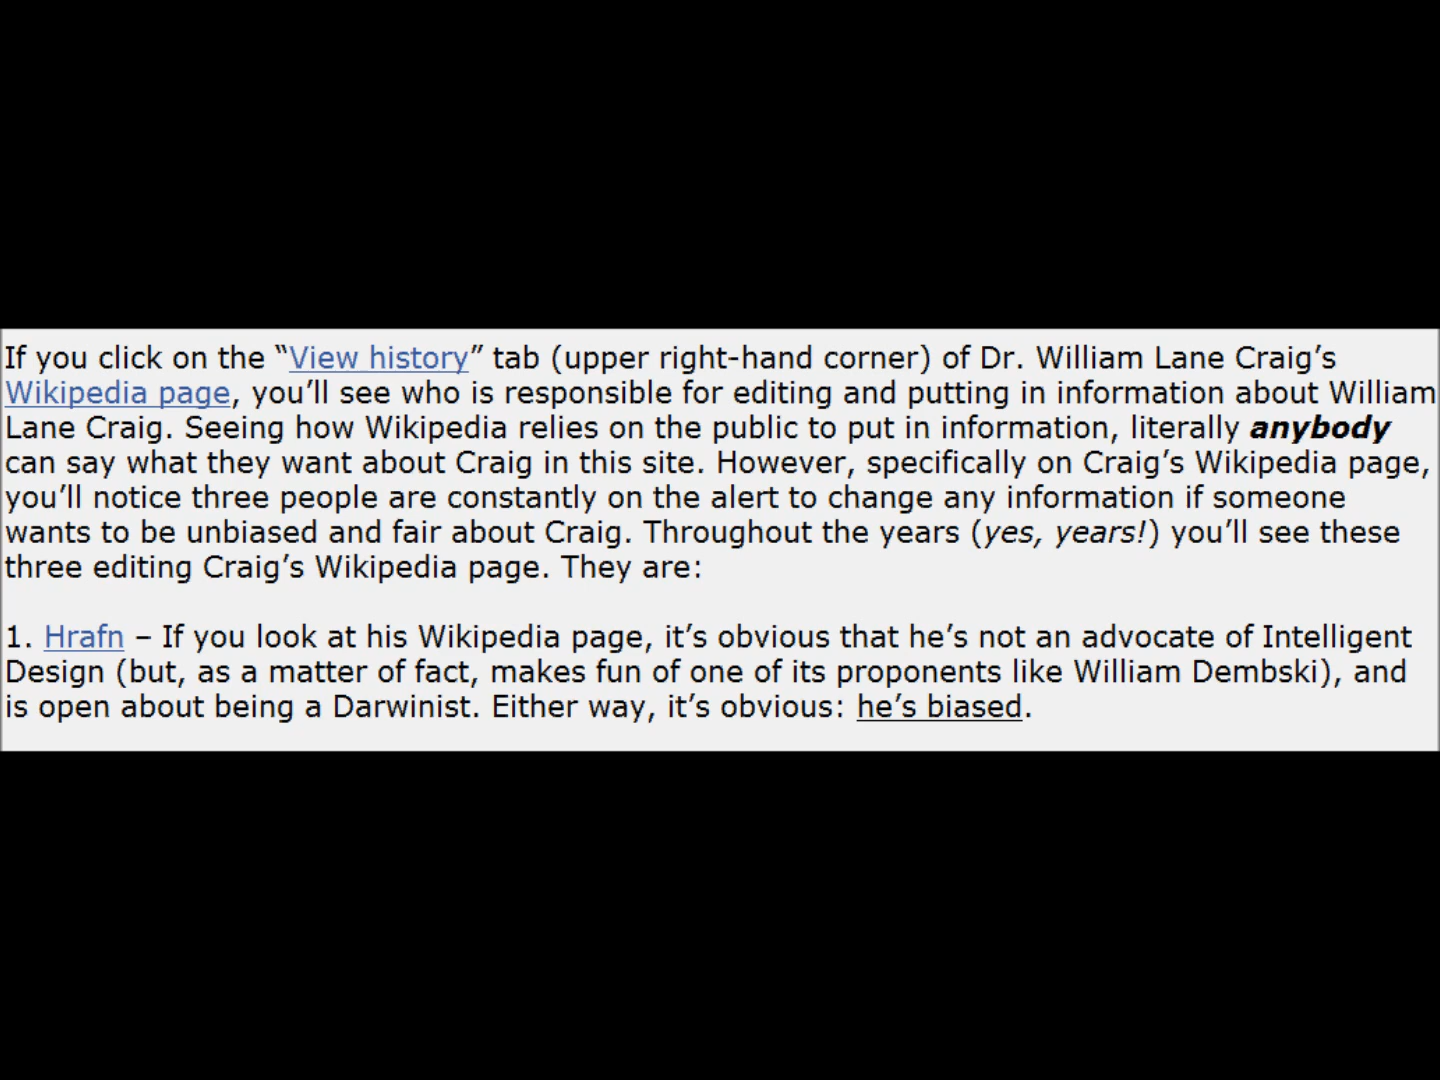 If you click on the “View history” tab (upper right-hand corner) of Dr. William Lane Craig’s
Wikipedia page, you’ll see who is responsible for editing and putting in information about William
Lane Craig. Seeing how Wikipedia relies on the public to put in information, literally anybody
can say what they want about Craig in this site. However, specifically on Craig’s Wikipedia page,
you’ll notice three people are constantly on the alert to change any information if someone
wants to be unbiased and fair about Craig. Throughout the years (yes, years!) you’ll see these
three editing Craig’s Wikipedia page. They are:
1. Hrafn – If you look at his Wikipedia page, it’s obvious that he’s not an advocate of Intelligent
Design (but, as a matter of fact, makes fun of one of its proponents like William Dembski), and
is open about being a Darwinist. Either way, it’s obvious: he’s biased.